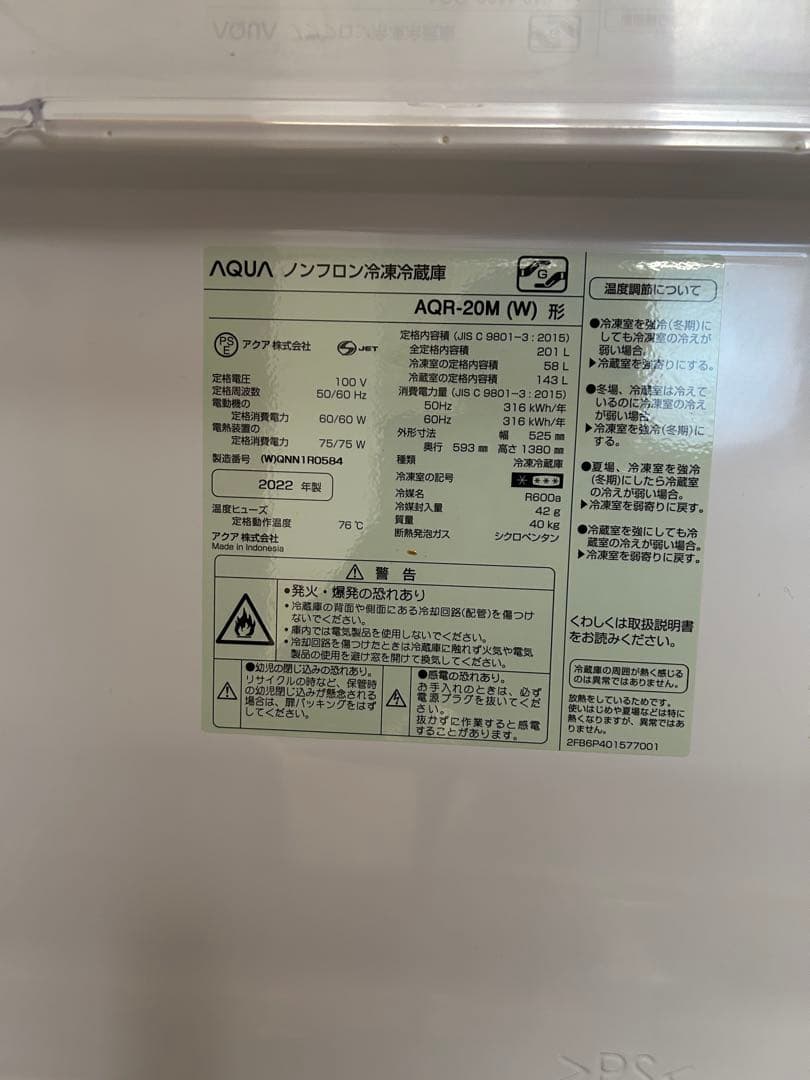 AQUA ノンフロン冷凍冷蔵庫
G
AQR-20M (W) 形
PS
E
アクア株式会社
JET
定格電圧 100 V
定格周波数 50/60 Hz
電動機の
定格消費電力 60/60 W
電熱装置の
定格消費電力 75/75 W
製造番号 (W)QNN1R0584
2022 年製
温度ヒューズ
定格動作温度 76 ℃
アクア株式会社
Made in Indonesia
定格内容積 (JIS C 9801-3 : 2015)
全定格内容積 201 L
冷凍室の定格内容積 58 L
冷蔵室の定格内容積 143 L
消費電力量 (JIS C 9801-3 : 2015)
50Hz 316 kWh/年
60Hz 316 kWh/年
外形寸法 幅 525 ㎜
奥行 593 ㎜ 高さ 1380 ㎜
種類 冷凍冷蔵庫
冷凍室の記号
冷媒名 R600a
冷媒封入量 42 g
質量 40 kg
断熱発泡ガス シクロペンタン
⚠ 警告
•発火・爆発の恐れあり
・冷蔵庫の背面や側面にある冷却回路(配管)を傷つけ
ないでください。
・庫内では電気製品を使用しないでください。
・冷却回路を傷つけたときは冷蔵庫に触れず火気や電気
製品の使用を避け窓を開けて換気してください。
●幼児の閉じ込みの恐れあり。
リサイクルの時など、保管時
の幼児閉じ込みが懸念される
場合は、扉パッキングをはず
してください。
●感電の恐れあり。
お手入れのときは、必ず
電源プラグを抜いてくだ
さい。
抜かずに作業すると感電
することがあります。
温度調節について
●冷凍室を強冷(冬期)に
しても冷凍室の冷えが
弱い場合。
▶冷蔵室を強寄りにする。
●冬場、冷蔵室は冷えて
いるのに冷凍室の冷え
が弱い場合。
▶冷凍室を強冷(冬期)に
する。
●夏場、冷凍室を強冷
(冬期)にしたら冷蔵室
の冷えが弱い場合。
▶冷凍室を弱寄りに戻す。
●冷蔵室を強にしても冷
蔵室の冷えが弱い場合。
▶冷凍室を弱寄りに戻す。
くわしくは取扱説明書
をお読みください。
冷蔵庫の周囲が熱く感じる
のは異常ではありません。
放熱をしているためです。
使いはじめや夏場などは特に
熱くなりますが、異常ではあ
りません。
2FB6P401577001